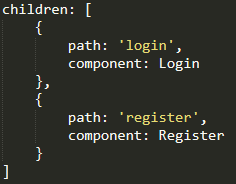 children: [
    {
        path: 'login',
        component: Login
    },
    {
        path: 'register',
        component: Register
    }
]